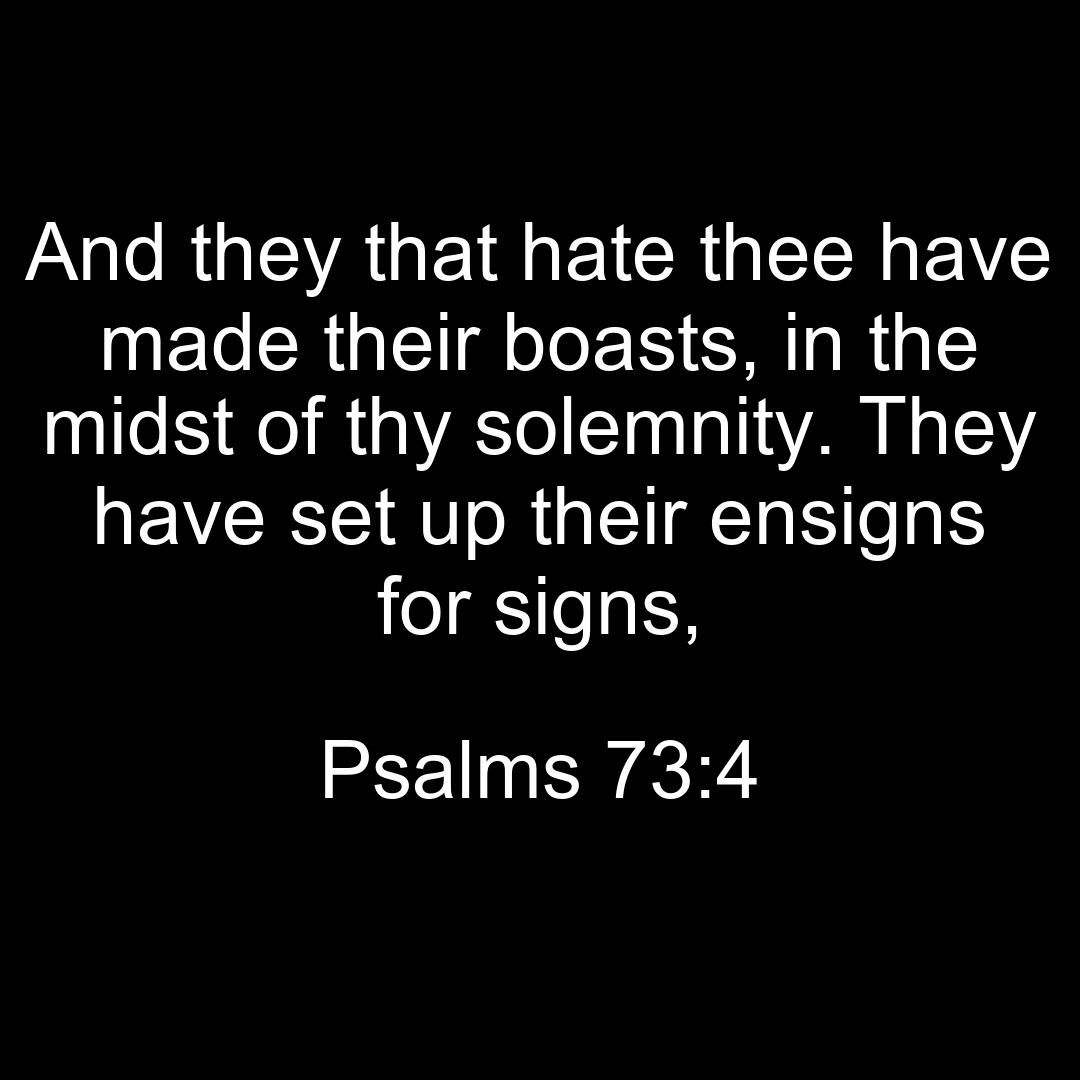 And they that hate thee have
made their boasts, in the
midst of thy solemnity. They
have set up their ensigns
for signs,
Psalms 73:4